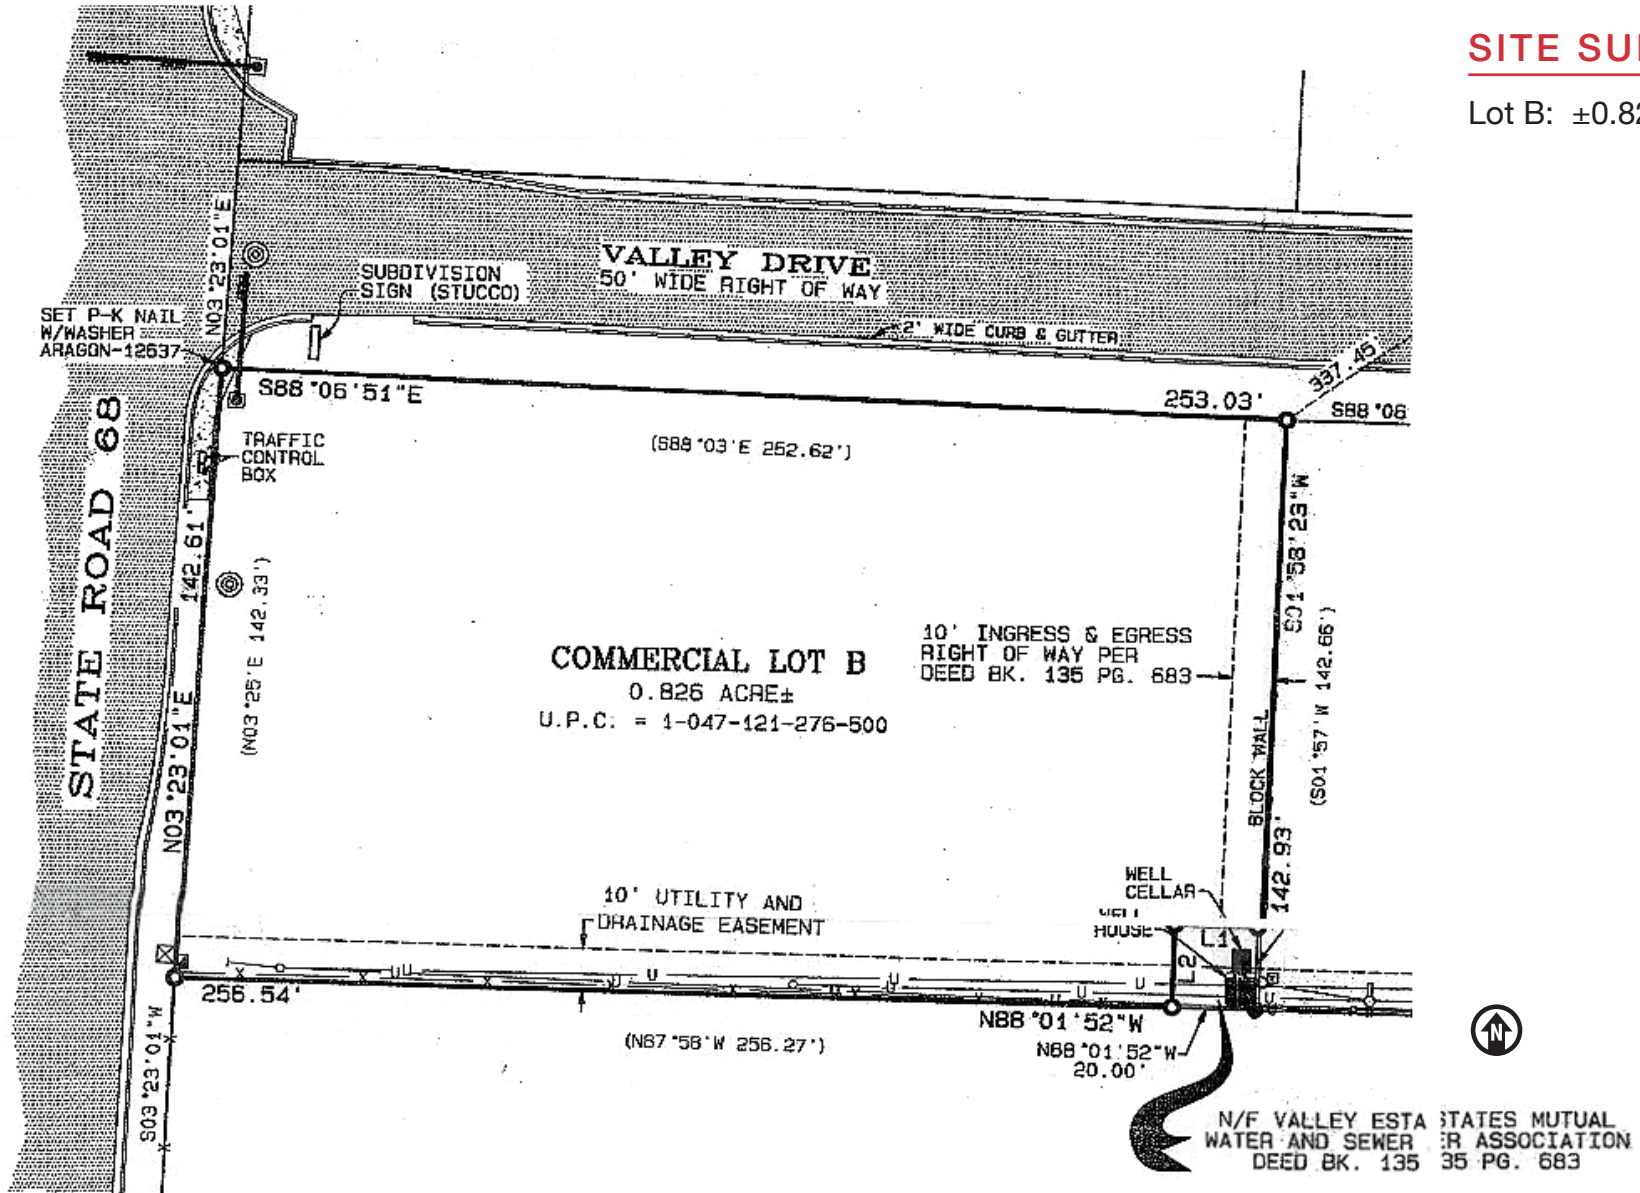 SITE SUI
Lot B: ±0.82
N03°23'01"E
VALLEY DRIVE
50' WIDE RIGHT OF WAY
SUBDIVISION
SIGN (STUCCO)
SET P-K NAIL
W/WASHER
ARAGON-12637
2' WIDE CURB & GUTTER
337.45'
S88°06'51"E
253.03'
S88°06
(S88°03'E 252.62')
TRAFFIC
CONTROL
BOX
STATE ROAD 68
142.61'
N03°23'01"E
(N03°25'E 142.33')
S01°58'23"W
142.93'
(S01°57'W 142.66')
10' INGRESS & EGRESS
RIGHT OF WAY PER
DEED BK. 135 PG. 683
COMMERCIAL LOT B
0.826 ACRE±
U.P.C. = 1-047-121-276-500
BLOCK WALL
WELL
CELLAR
WELL
HOUSE
L1
L2
10' UTILITY AND
DRAINAGE EASEMENT
U U U U U U U U U U
256.54'
N88°01'52"W
(N87°58'W 256.27')
N88°01'52"W
20.00'
S03°23'01"W
N
N/F VALLEY ESTA STATES MUTUAL
WATER AND SEWER ER ASSOCIATION
DEED BK. 135 35 PG. 683